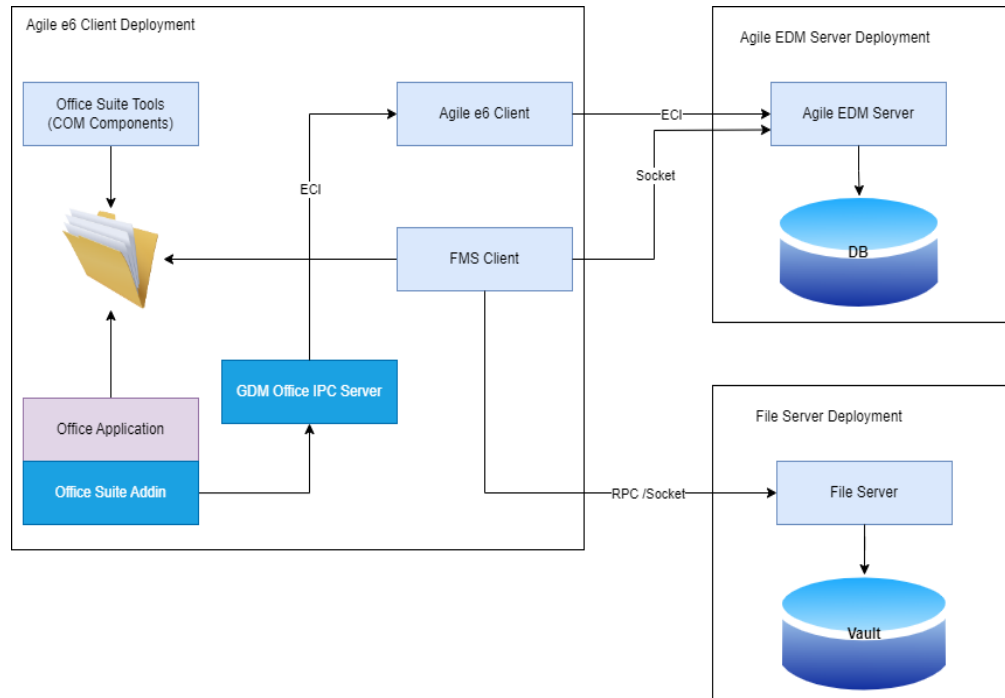 Agile e6 Client Deployment
Agile EDM Server Deployment
Office Suite Tools
(COM Components)
Agile e6 Client
ECI
Agile EDM Server
ECI
Socket
FMS Client
DB
GDM Office IPC Server
Office Application
File Server Deployment
Office Suite Addin
RPC /Socket
File Server
Vault